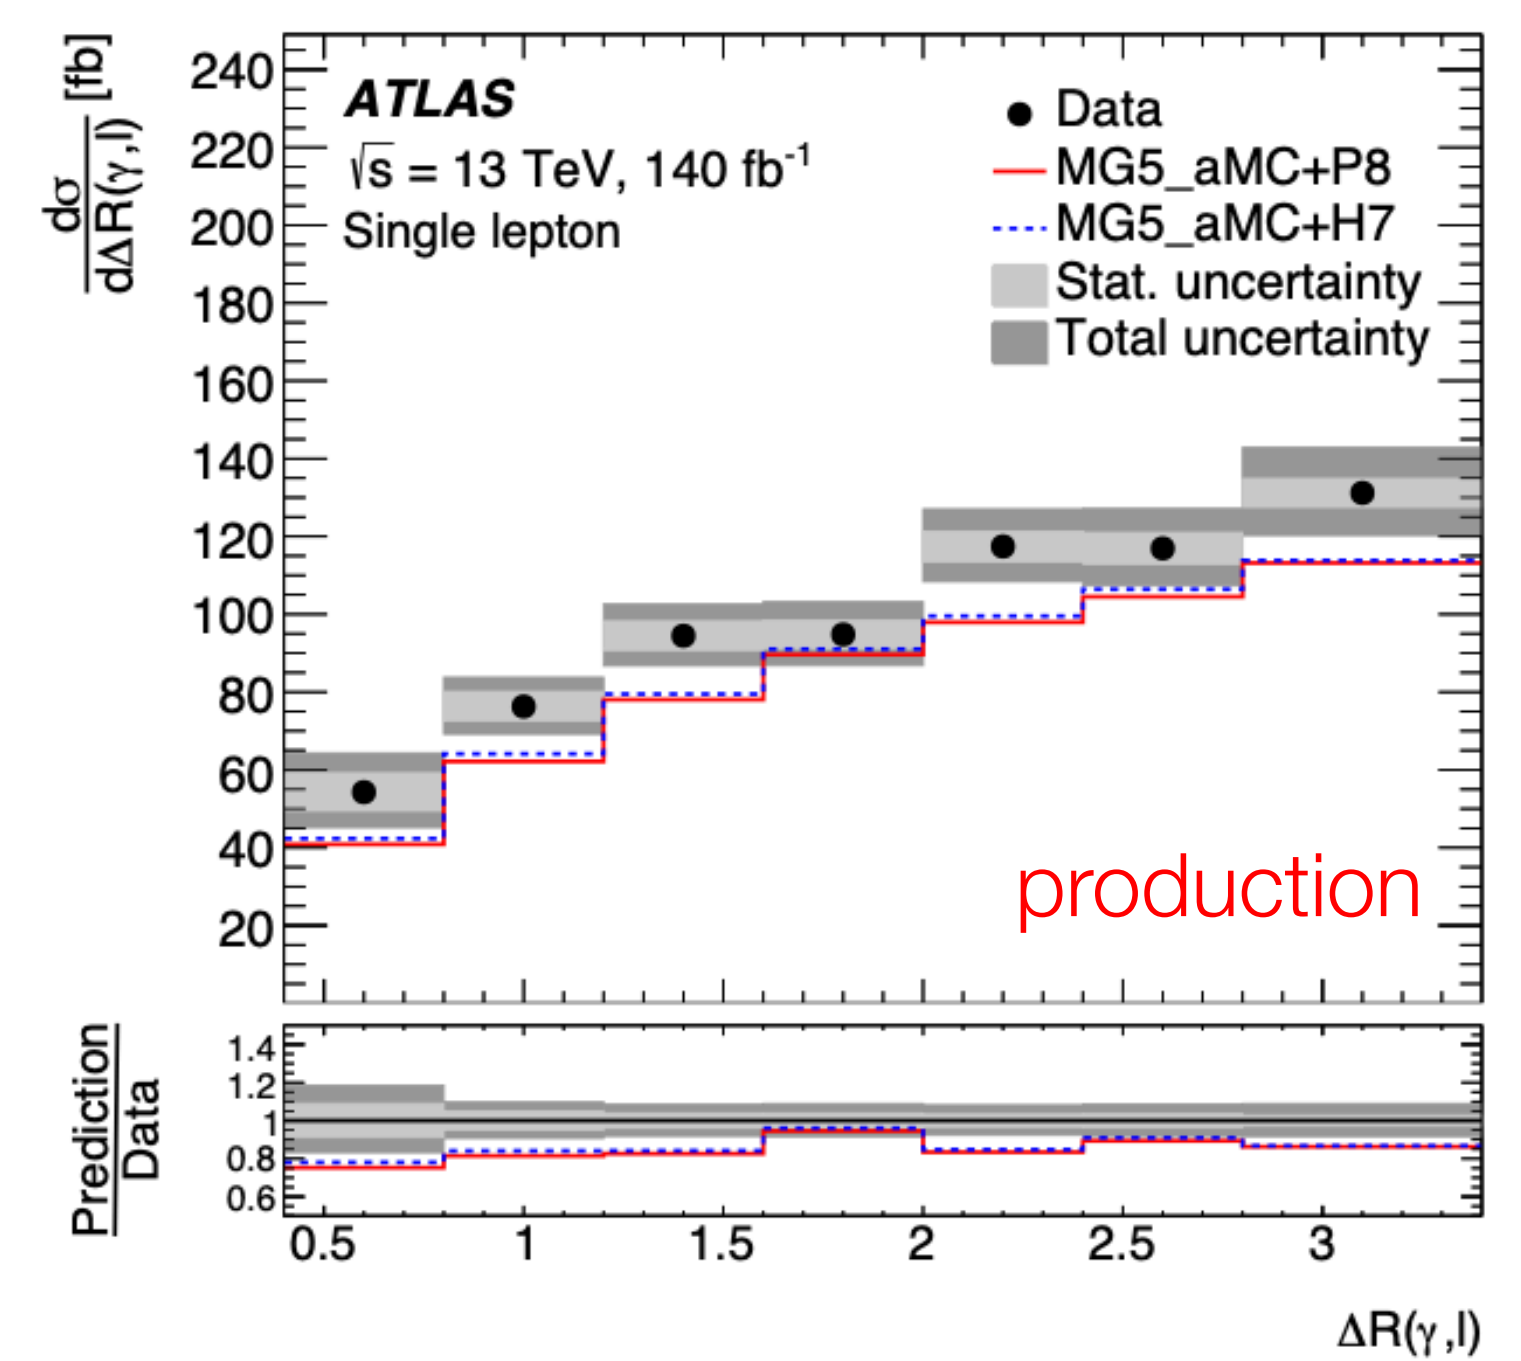 dσ
dΔR(γ,l)
[fb]
240
220
200
180
160
140
120
100
80
60
40
20
ATLAS
√s = 13 TeV, 140 fb⁻¹
Single lepton
Data
MG5_aMC+P8
MG5_aMC+H7
Stat. uncertainty
Total uncertainty
production
Prediction
Data
1.4
1.2
1
0.8
0.6
0.5 1 1.5 2 2.5 3
ΔR(γ,l)